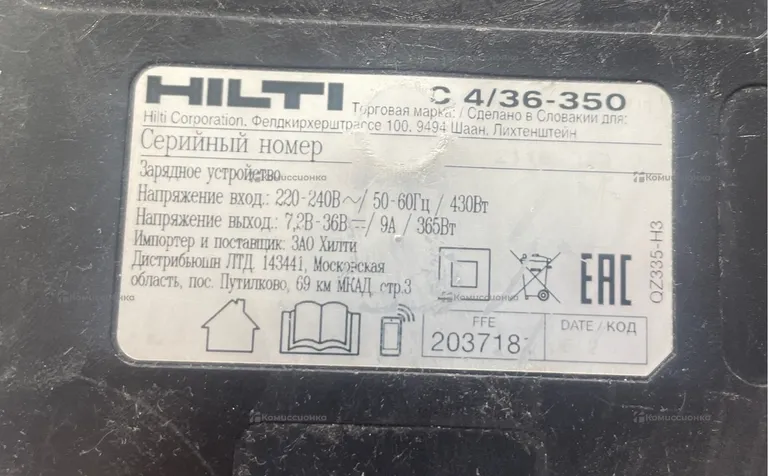 HILTI C 4/36-350
Торговая марка: / Сделано в Словакии для:
Hilti Corporation, Фелдкирхерштрассе 100, 9494 Шаан, Лихтенштейн
Серийный номер
Зарядное устройство
Напряжение вход.: 220-240В ~/ 50-60Гц / 430Вт
Напряжение выход.: 7,2В-36В ⎓/ 9А / 365Вт
Импортер и поставщик: ЗАО Хилти
Дистрибьюшн ЛТД, 143441, Московская
область, пос. Путилково, 69 км МКАД, стр.3
EAC
QZ335-H3
FFE
203718
DATE / КОД
Комиссионка
Комиссионка
Комиссионка
Комиссионка